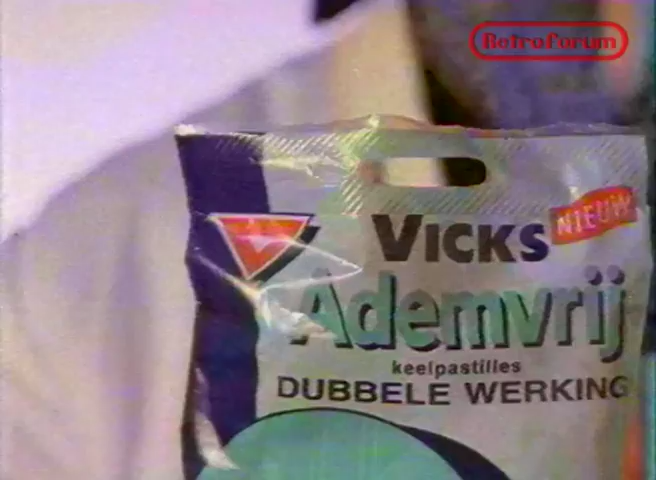 RetroForum
VICKS
NIEUW
Ademvrij
keelpastilles
DUBBELE WERKING